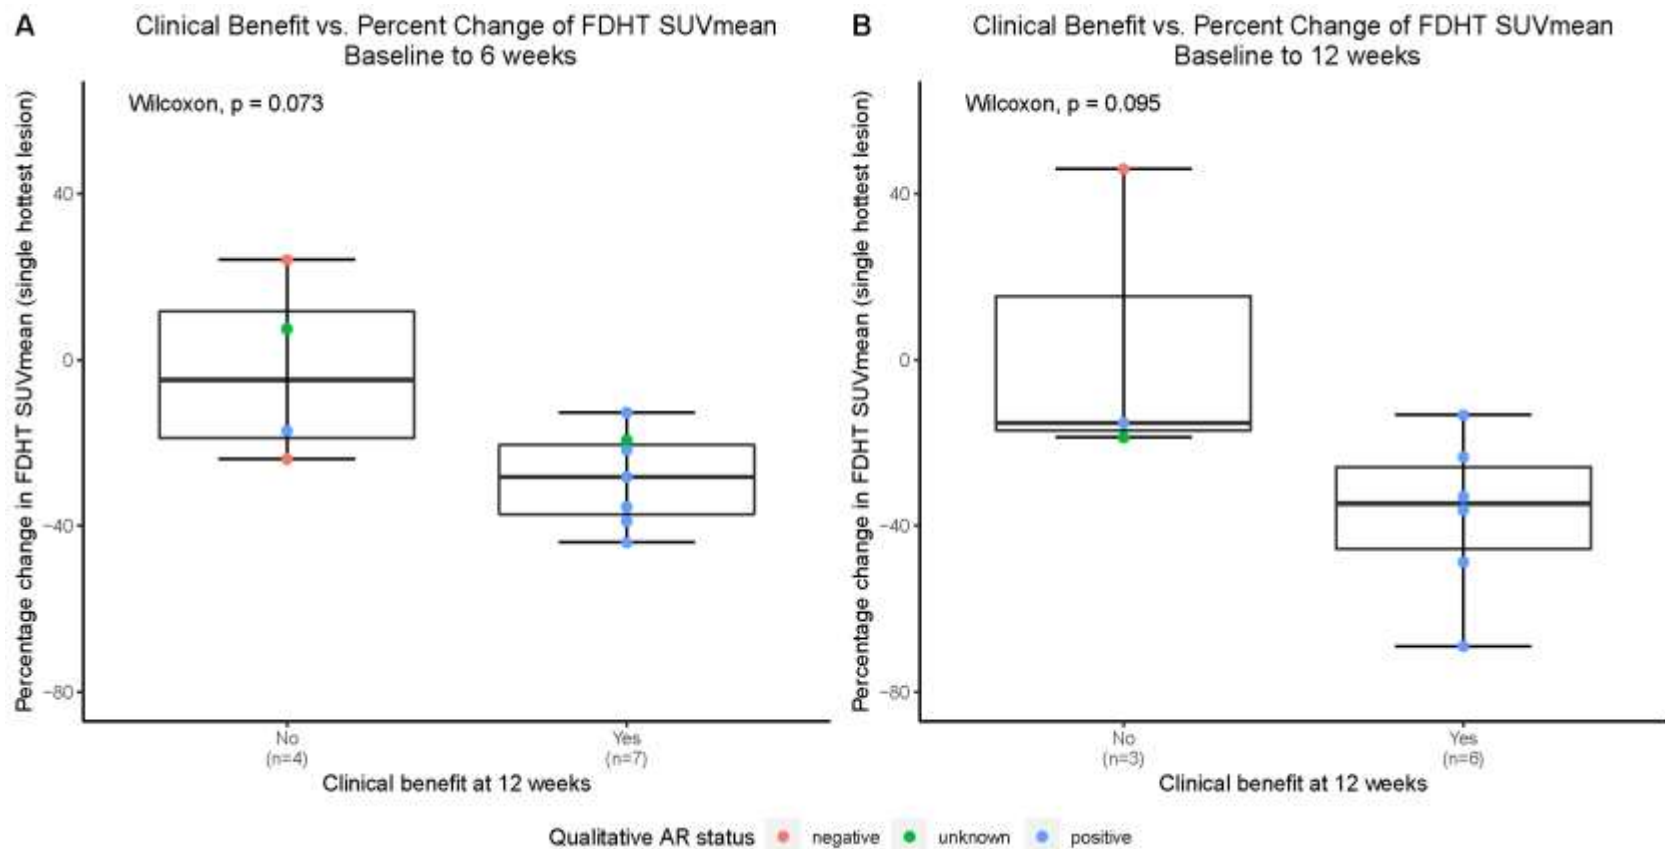 A
Clinical Benefit vs. Percent Change of FDHT SUVmean
Baseline to 6 weeks
Wilcoxon, p = 0.073
Percentage change in FDHT SUVmean (single hottest lesion)
40
0
−40
−80
No
(n=4)
Yes
(n=7)
Clinical benefit at 12 weeks
B
Clinical Benefit vs. Percent Change of FDHT SUVmean
Baseline to 12 weeks
Wilcoxon, p = 0.095
Percentage change in FDHT SUVmean (single hottest lesion)
40
0
−40
−80
No
(n=3)
Yes
(n=6)
Clinical benefit at 12 weeks
Qualitative AR status negative unknown positive